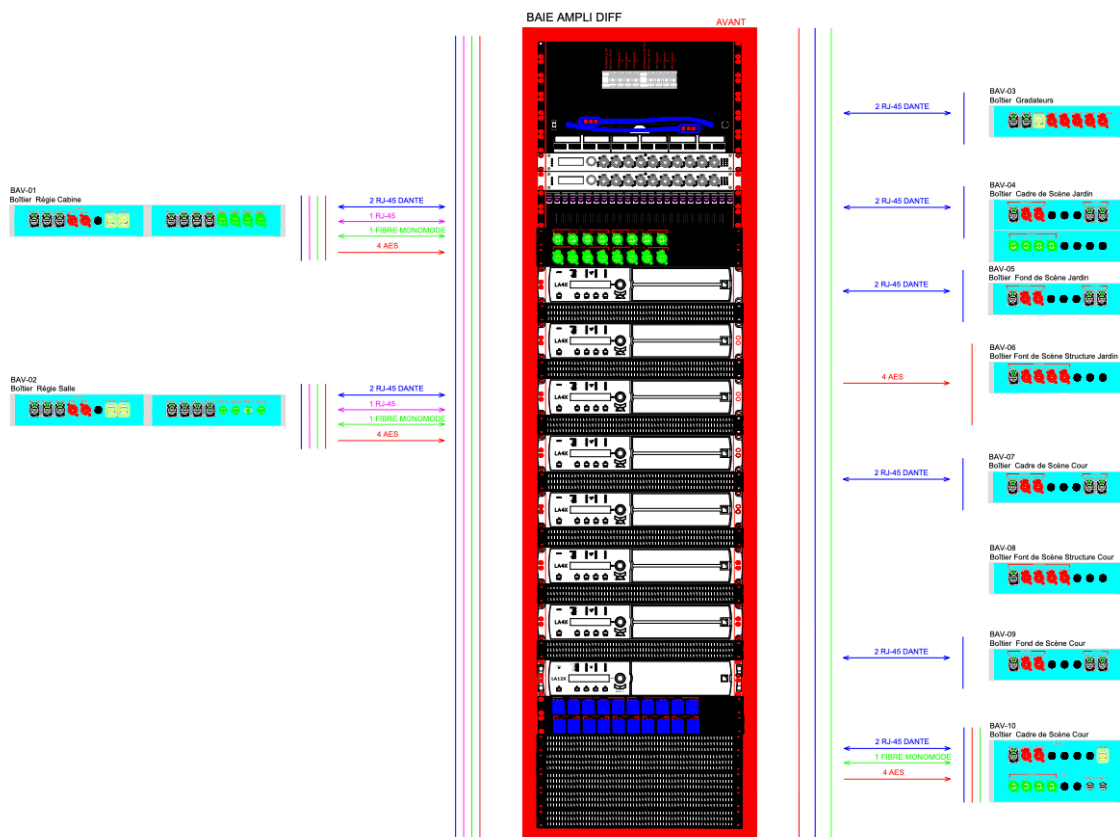 BAIE AMPLI DIFF
AVANT
BAV-01
Boîtier Régie Cabine
2 RJ-45 DANTE
1 RJ-45
1 FIBRE MONOMODE
4 AES
BAV-02
Boîtier Régie Salle
2 RJ-45 DANTE
1 RJ-45
1 FIBRE MONOMODE
4 AES
LA4X
LA4X
LA4X
LA4X
LA4X
LA4X
LA4X
LA12X
BAV-03
Boîtier Gradateurs
2 RJ-45 DANTE
BAV-04
Boîtier Cadre de Scène Jardin
2 RJ-45 DANTE
BAV-05
Boîtier Fond de Scène Jardin
2 RJ-45 DANTE
BAV-06
Boîtier Font de Scène Structure Jardin
4 AES
BAV-07
Boîtier Cadre de Scène Cour
2 RJ-45 DANTE
BAV-08
Boîtier Font de Scène Structure Cour
BAV-09
Boîtier Fond de Scène Cour
2 RJ-45 DANTE
BAV-10
Boîtier Cadre de Scène Cour
2 RJ-45 DANTE
1 FIBRE MONOMODE
4 AES